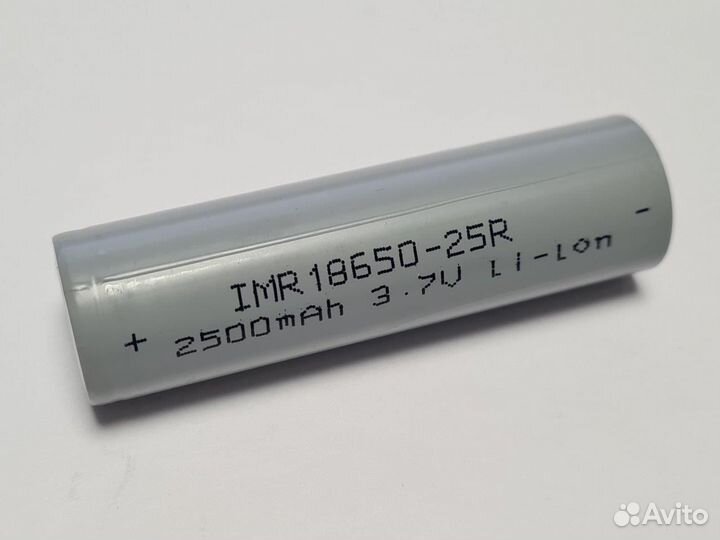 IMR18650-25R
+ 2500mAh 3.7V Li-Lon -
Avito